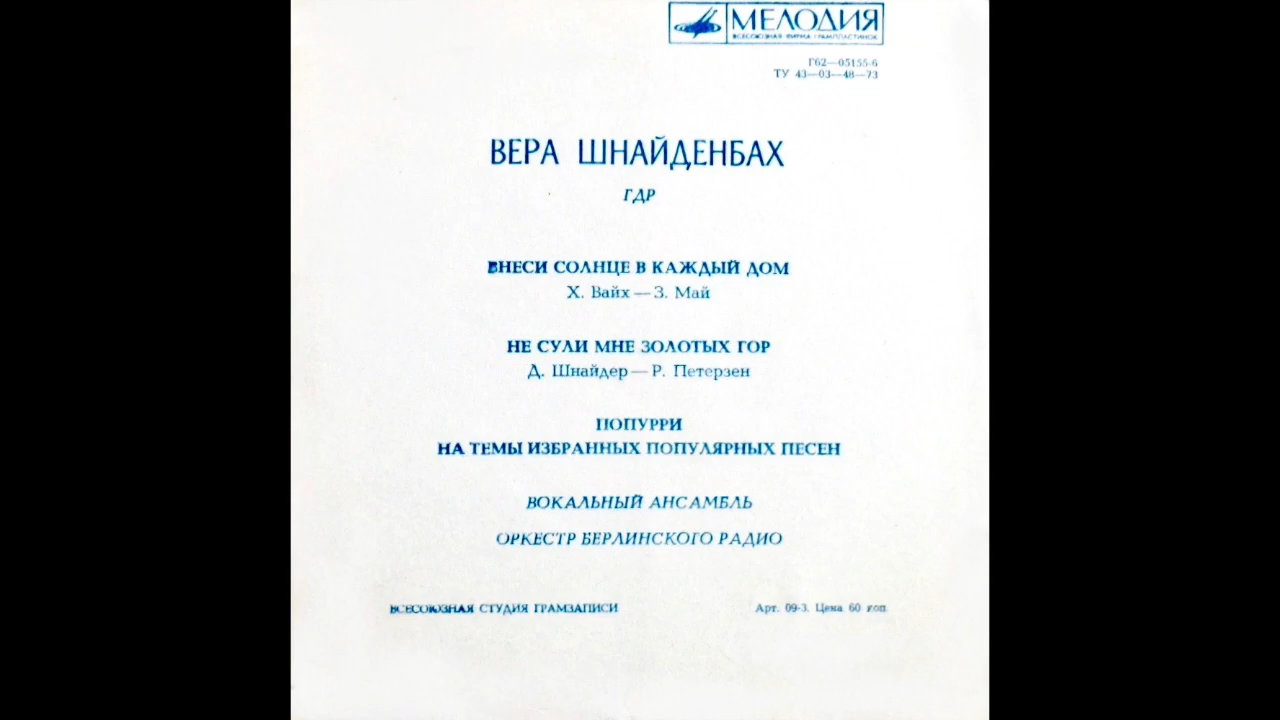 МЕЛОДИЯ
ВСЕСОЮЗНАЯ ФИРМА ГРАМПЛАСТИНОК
Г62—05155-6
ТУ 43—03—48—73
ВЕРА ШНАЙДЕНБАХ
ГДР
ВНЕСИ СОЛНЦЕ В КАЖДЫЙ ДОМ
Х. Вайх — З. Май
НЕ СУЛИ МНЕ ЗОЛОТЫХ ГОР
Д. Шнайдер — Р. Петерзен
ПОПУРРИ
НА ТЕМЫ ИЗБРАННЫХ ПОПУЛЯРНЫХ ПЕСЕН
ВОКАЛЬНЫЙ АНСАМБЛЬ
ОРКЕСТР БЕРЛИНСКОГО РАДИО
ВСЕСОЮЗНАЯ СТУДИЯ ГРАМЗАПИСИ
Арт. 09-3. Цена 60 коп.